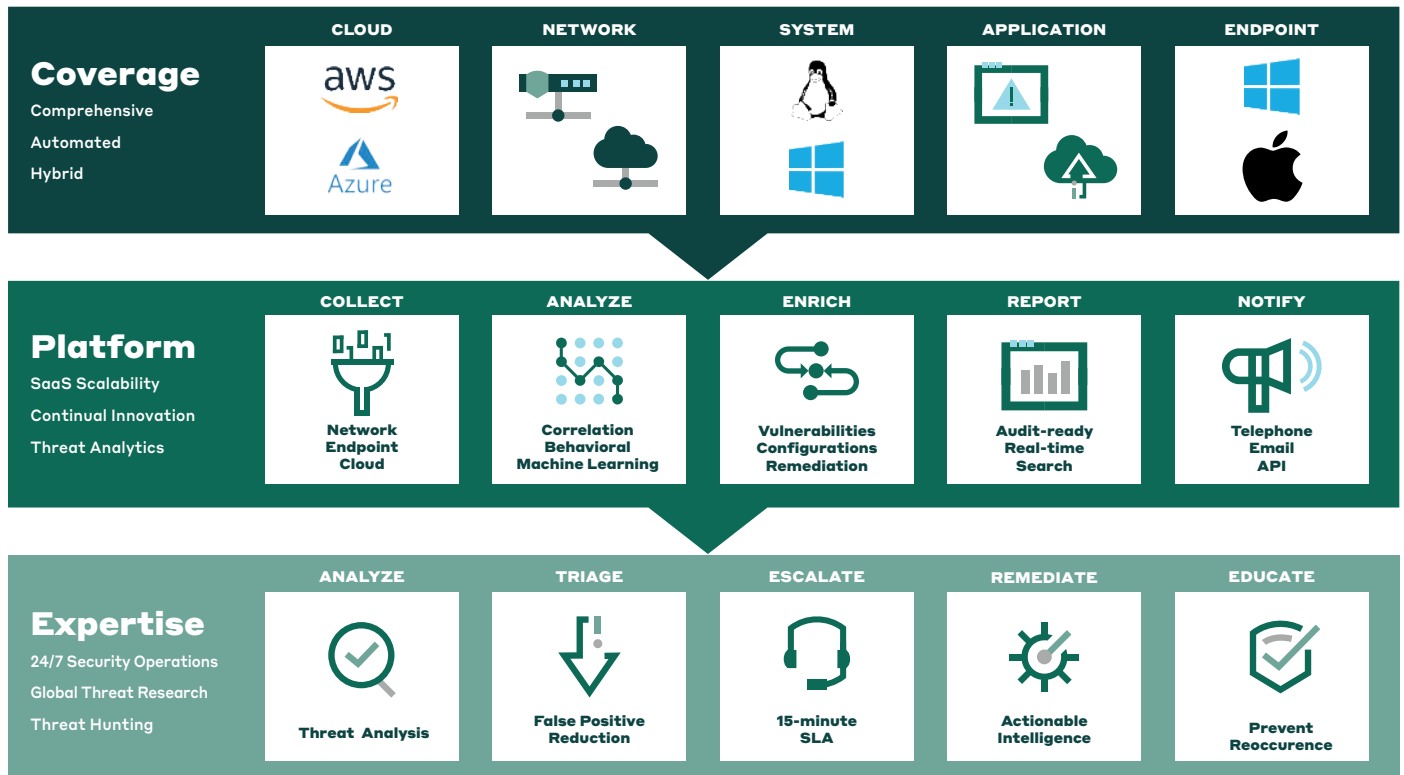 CLOUD
NETWORK
SYSTEM
APPLICATION
ENDPOINT
Coverage
Comprehensive
Automated
Hybrid
aws
Azure
!
COLLECT
ANALYZE
ENRICH
REPORT
NOTIFY
Platform
SaaS Scalability
Continual Innovation
Threat Analytics
Network
Endpoint
Cloud
Correlation
Behavioral
Machine Learning
Vulnerabilities
Configurations
Remediation
Audit-ready
Real-time
Search
Telephone
Email
API
ANALYZE
TRIAGE
ESCALATE
REMEDIATE
EDUCATE
Expertise
24/7 Security Operations
Global Threat Research
Threat Hunting
Threat Analysis
False Positive
Reduction
15-minute
SLA
Actionable
Intelligence
Prevent
Reoccurence